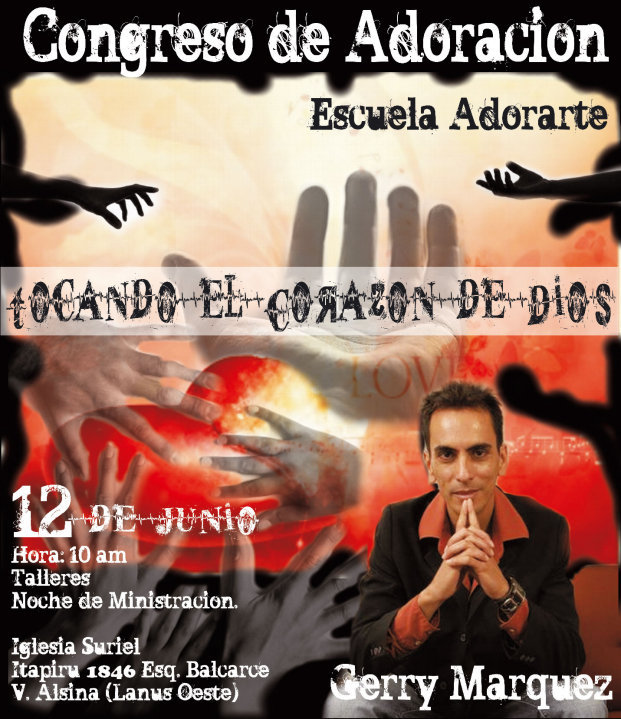 Congreso de Adoracion
Escuela Adorarte
tOCANDO EL CORAZON DE DIOS
LOVE
12 DE JUNIO
Hora: 10 am
Talleres
Noche de Ministracion.
Iglesia Suriel
Itapiru 1846 Esq. Balcarce
V. Alsina (Lanus Oeste)
Gerry Marquez